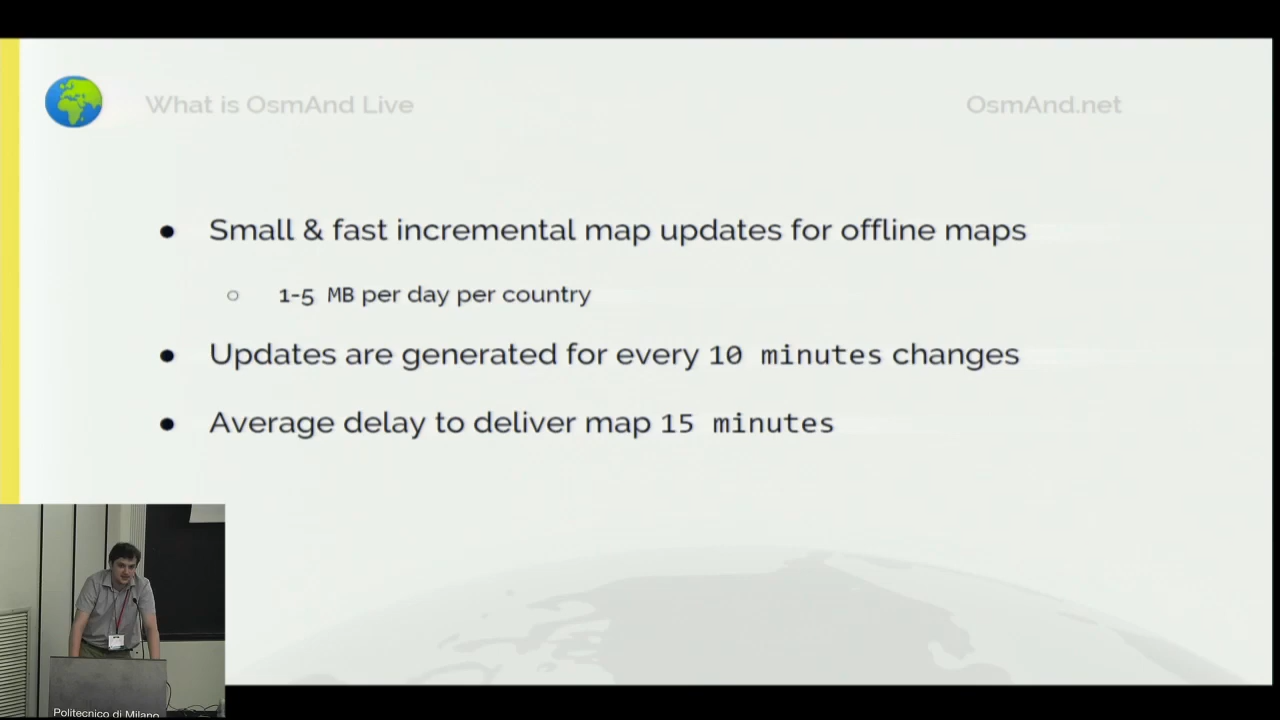 What is OsmAnd Live
OsmAnd.net
● Small & fast incremental map updates for offline maps
○ 1-5 MB per day per country
● Updates are generated for every 10 minutes changes
● Average delay to deliver map 15 minutes
Politecnico di Milano